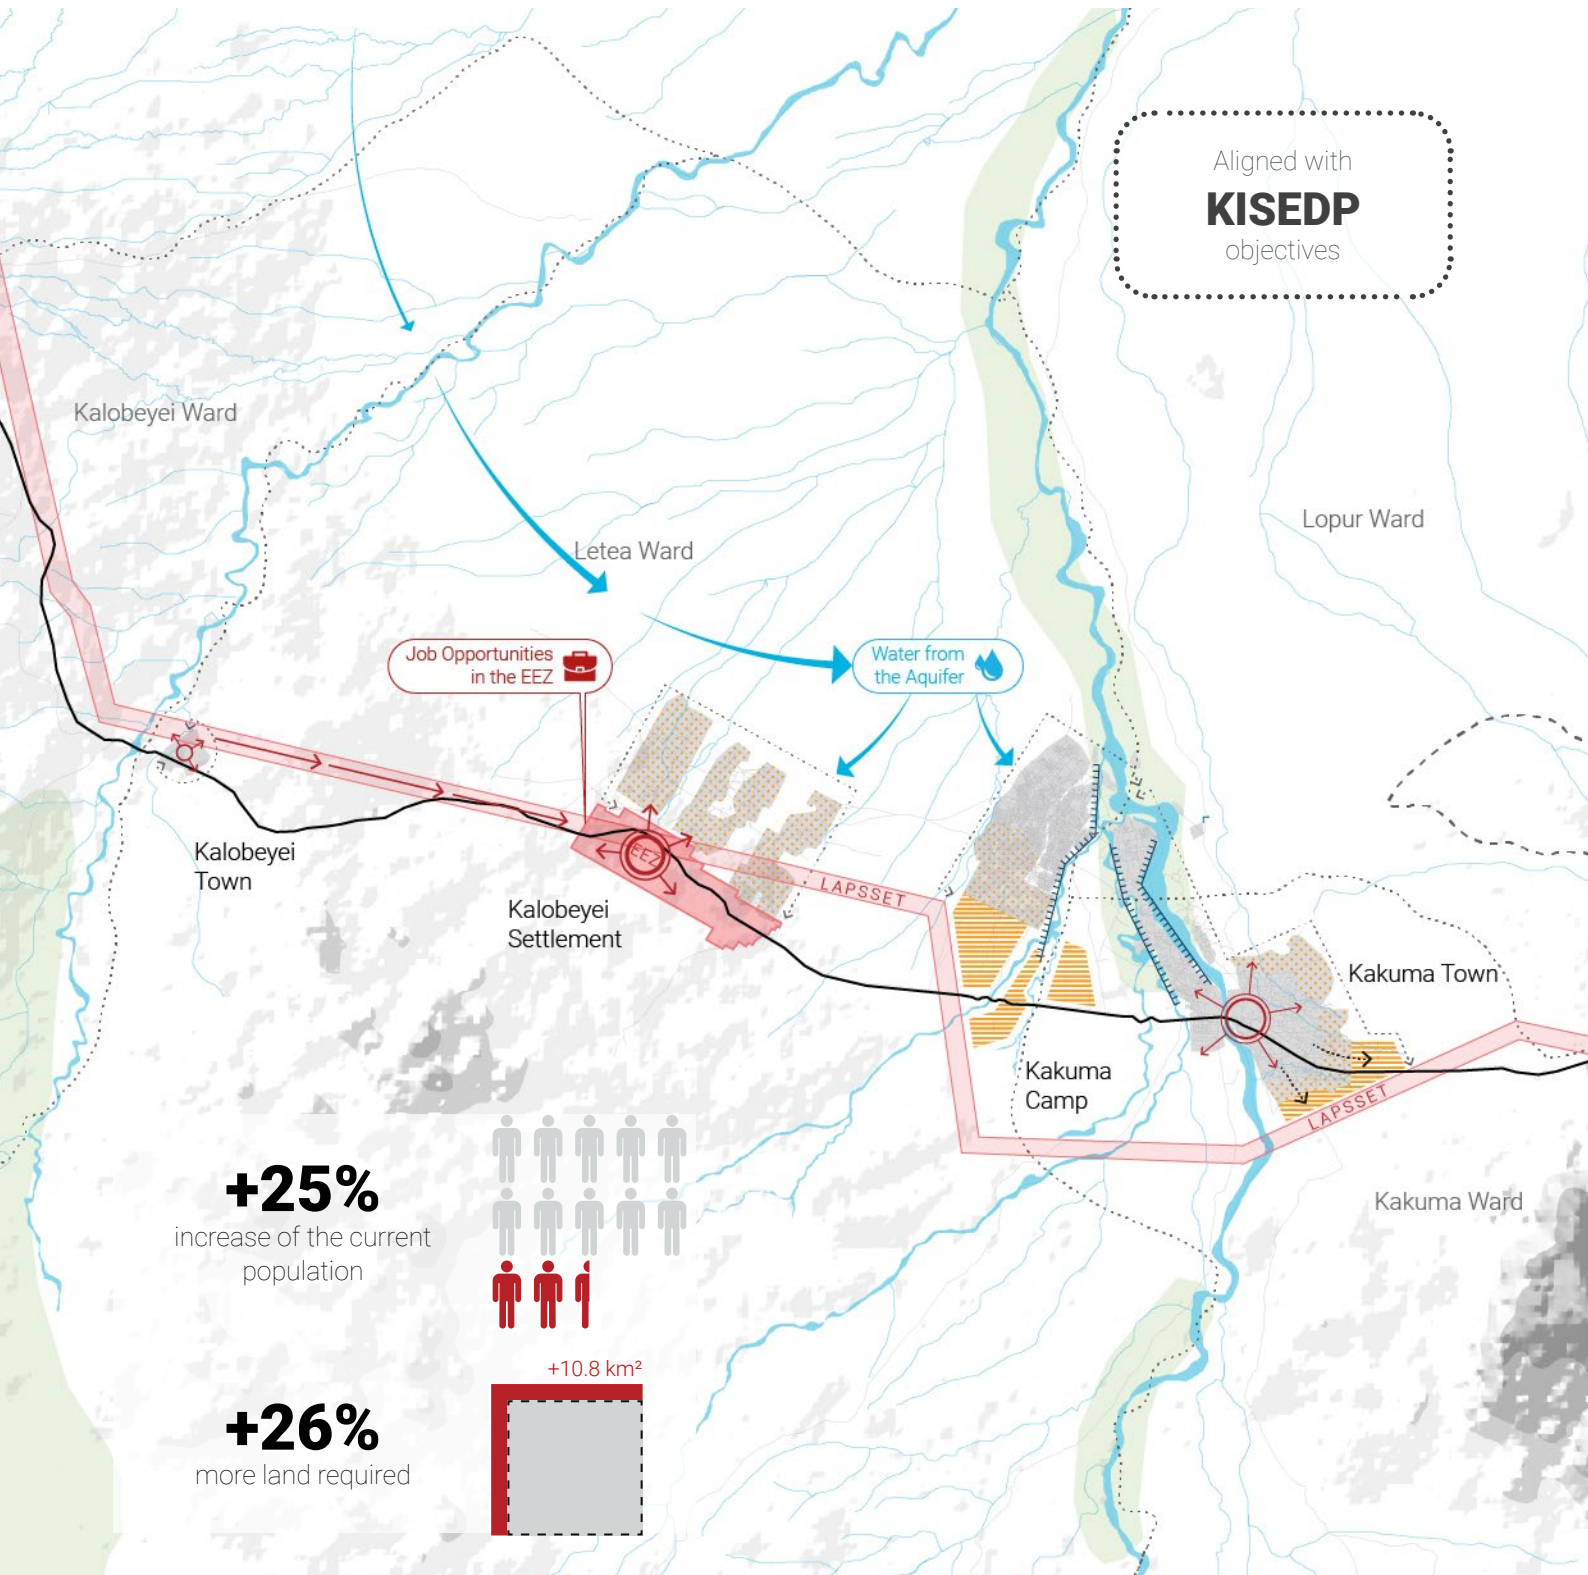 Aligned with
KISEDP
objectives
Kalobeyei Ward
Lopur Ward
Letea Ward
Job Opportunities
in the EEZ
Water from
the Aquifer
EEZ
LAPSSET
Kalobeyei
Town
Kalobeyei
Settlement
Kakuma Town
Kakuma
Camp
LAPSSET
Kakuma Ward
+25%
increase of the current
population
+10.8 km²
+26%
more land required